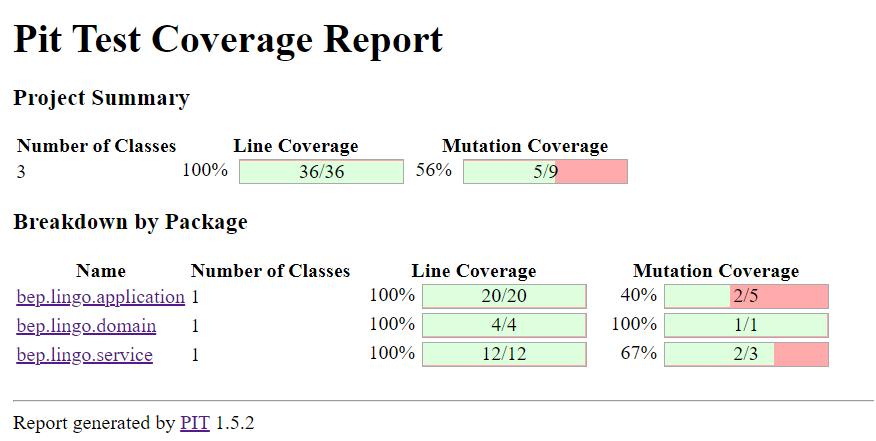 Pit Test Coverage Report
Project Summary
Number of Classes Line Coverage Mutation Coverage
3 100% 36/36 56% 5/9
Breakdown by Package
Name Number of Classes Line Coverage Mutation Coverage
bep.lingo.application 1 100% 20/20 40% 2/5
bep.lingo.domain 1 100% 4/4 100% 1/1
bep.lingo.service 1 100% 12/12 67% 2/3
Report generated by PIT 1.5.2